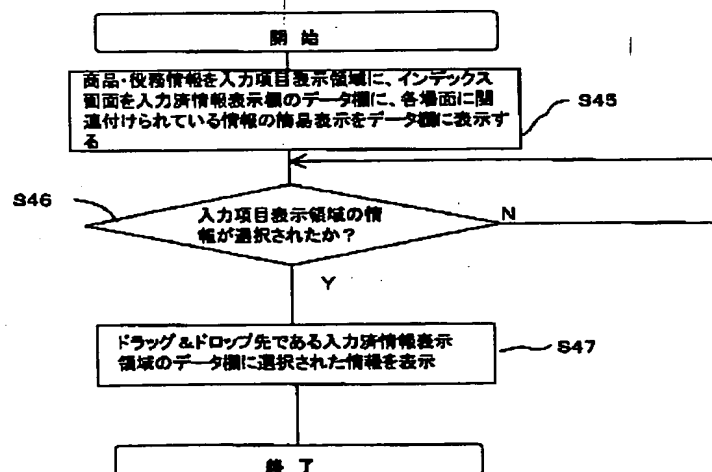 開 始
商品・役務情報を入力項目表示領域に、インデックス
画面を入力済情報表示欄のデータ欄に、各場面に関
連付けられている情報の簡易表示をデータ欄に表示す
る
S45
S46
入力項目表示領域の情
報が選択されたか？
N
Y
ドラッグ&ドロップ先である入力済情報表示
領域のデータ欄に選択された情報を表示
S47
終 了